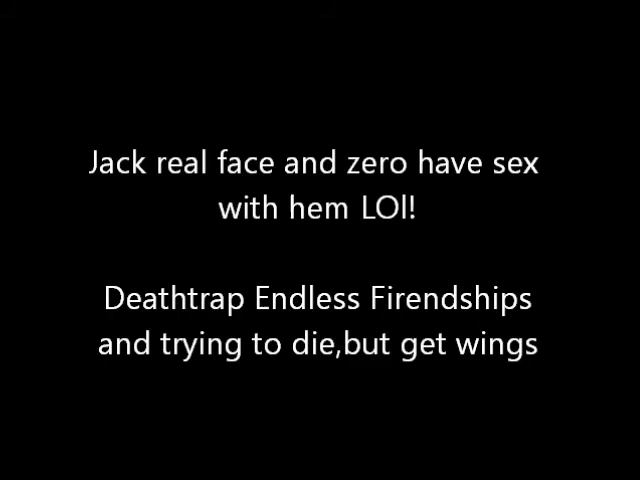 Jack real face and zero have sex
with hem LOl!
Deathtrap Endless Firendships
and trying to die,but get wings